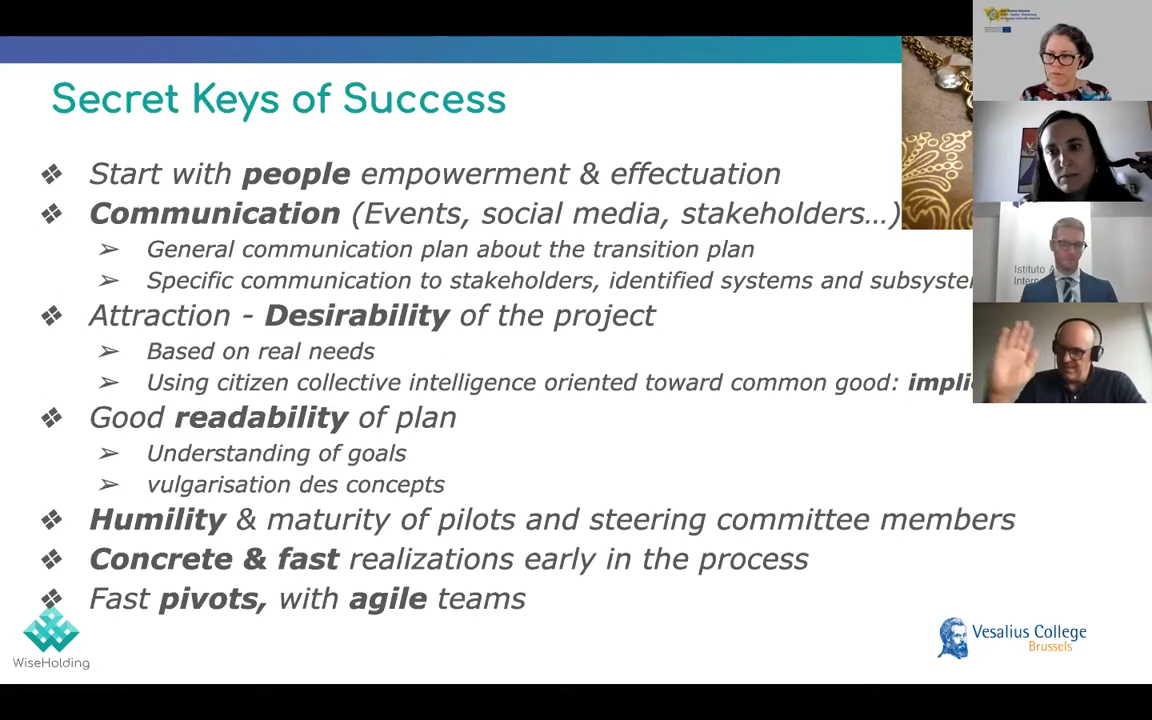 Secret Keys of Success
❖ Start with people empowerment & effectuation
❖ Communication (Events, social media, stakeholders…)
➢ General communication plan about the transition plan
➢ Specific communication to stakeholders, identified systems and
❖ Attraction - Desirability of the project
➢ Based on real needs
➢ Using citizen collective intelligence oriented toward common good:
❖ Good readability of plan
➢ Understanding of goals
➢ vulgarisation des concepts
❖ Humility & maturity of pilots and steering committee members
❖ Concrete & fast realizations early in the process
❖ Fast pivots, with agile teams
WiseHolding
Vesalius College
Brussels
Istituto